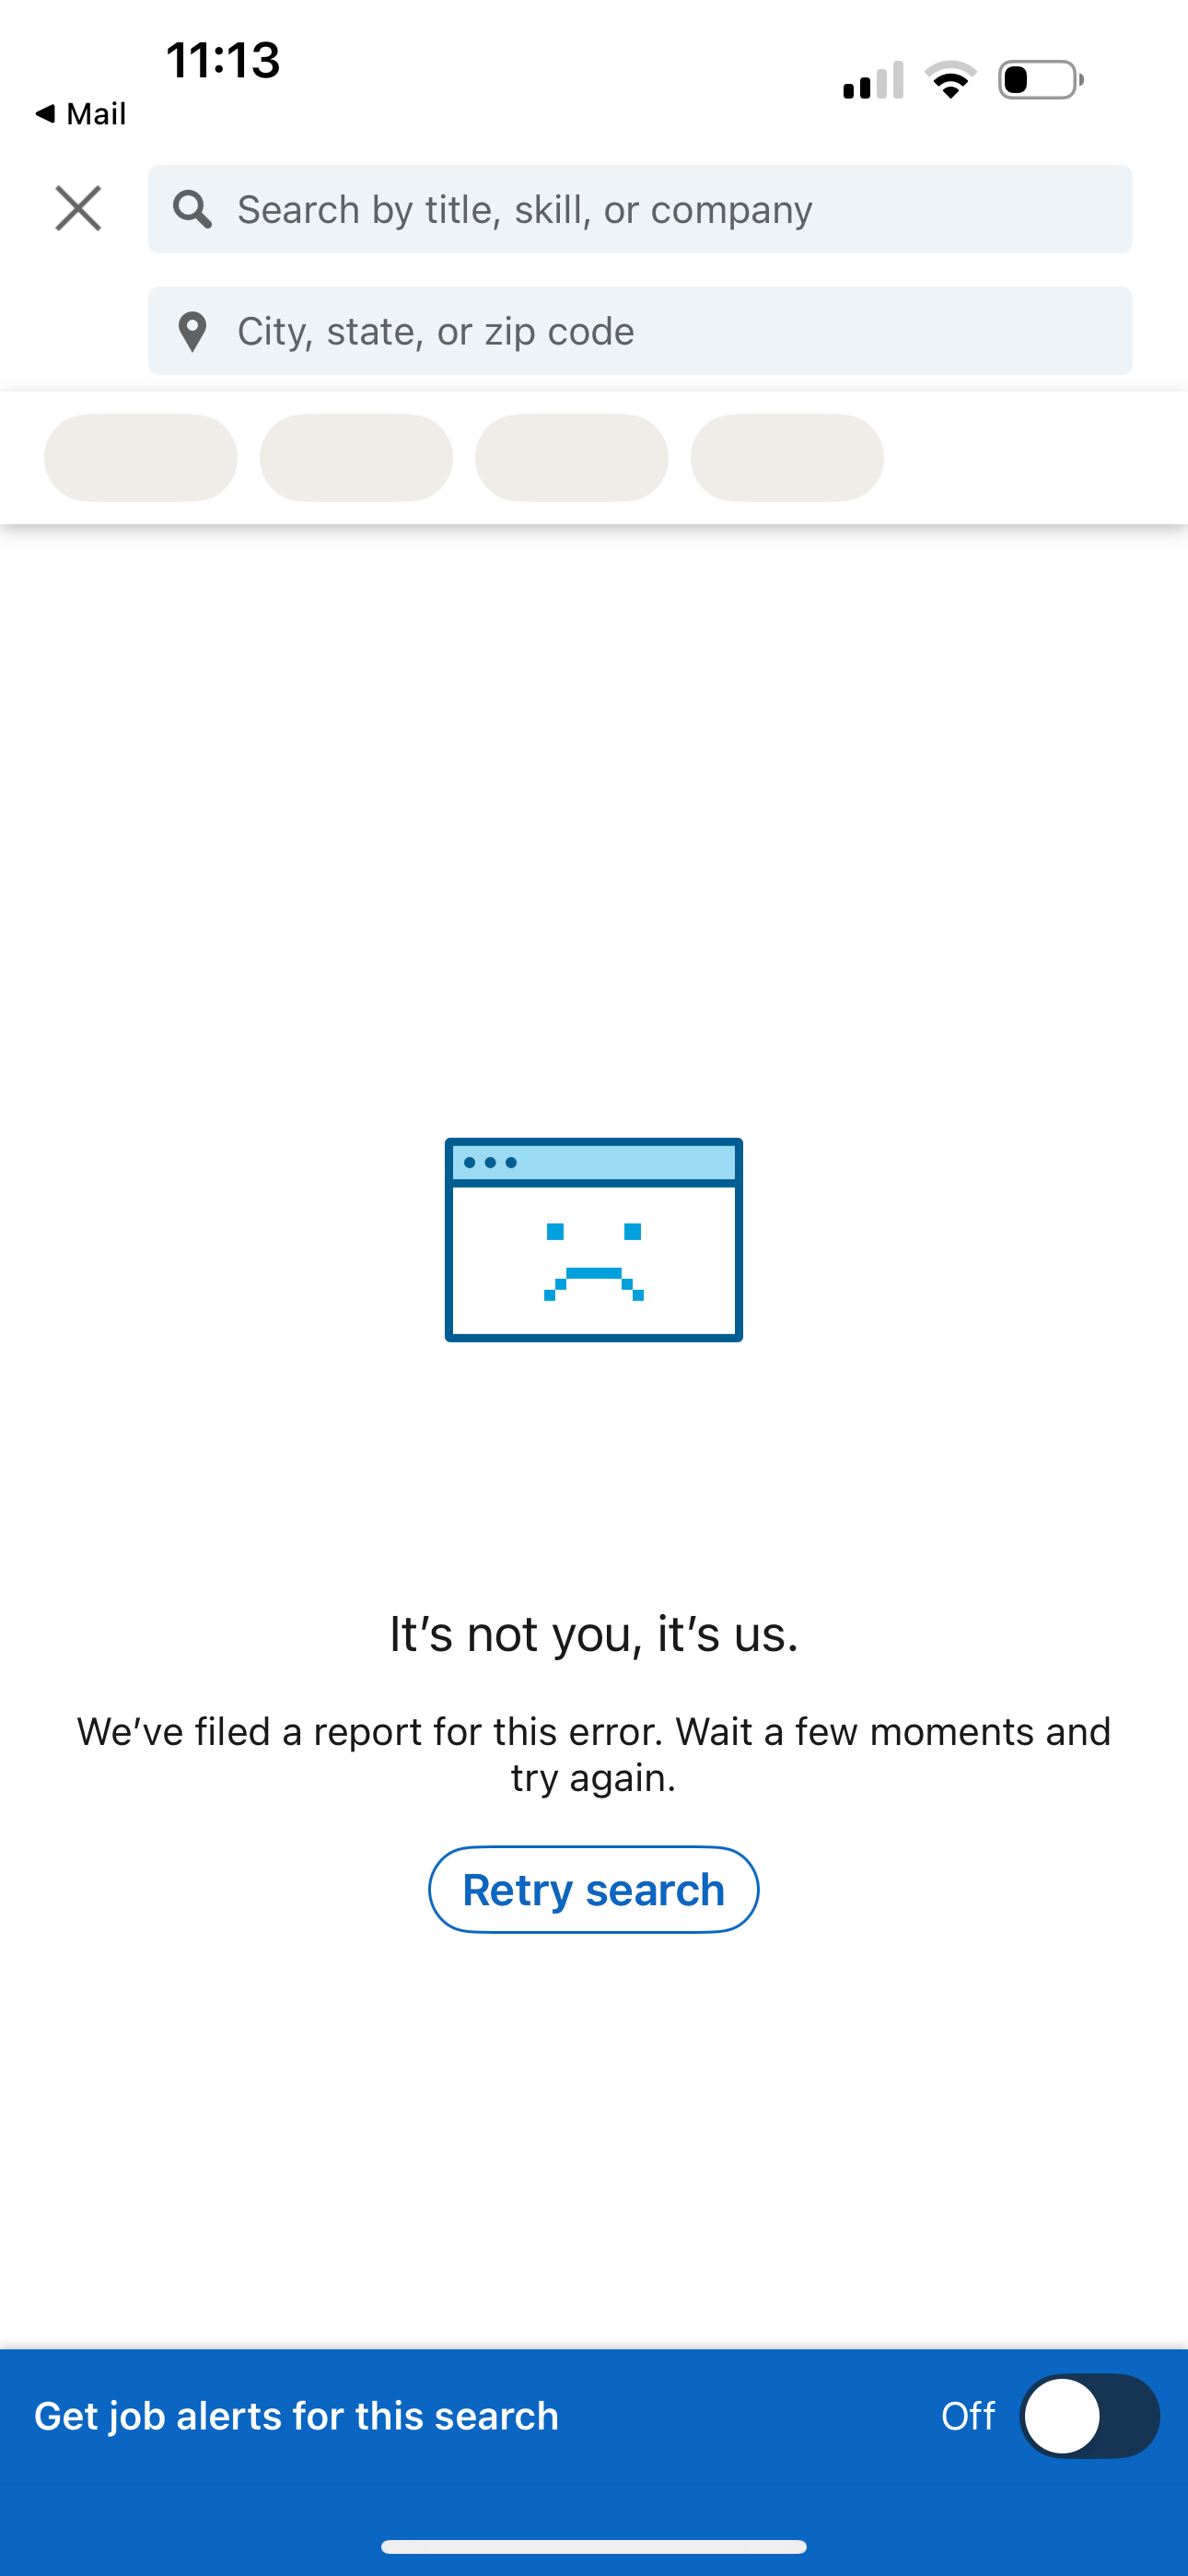 11:13
◀ Mail
Search by title, skill, or company
City, state, or zip code
It’s not you, it’s us.
We’ve filed a report for this error. Wait a few moments and
try again.
Retry search
Get job alerts for this search Off